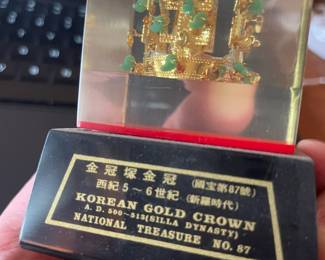 金冠塚金冠 (國宝第87號)
西紀5~6世紀 (新羅時代)
KOREAN GOLD CROWN
A. D. 500-513(SILLA DYNASTY)
NATIONAL TREASURE NO. 87